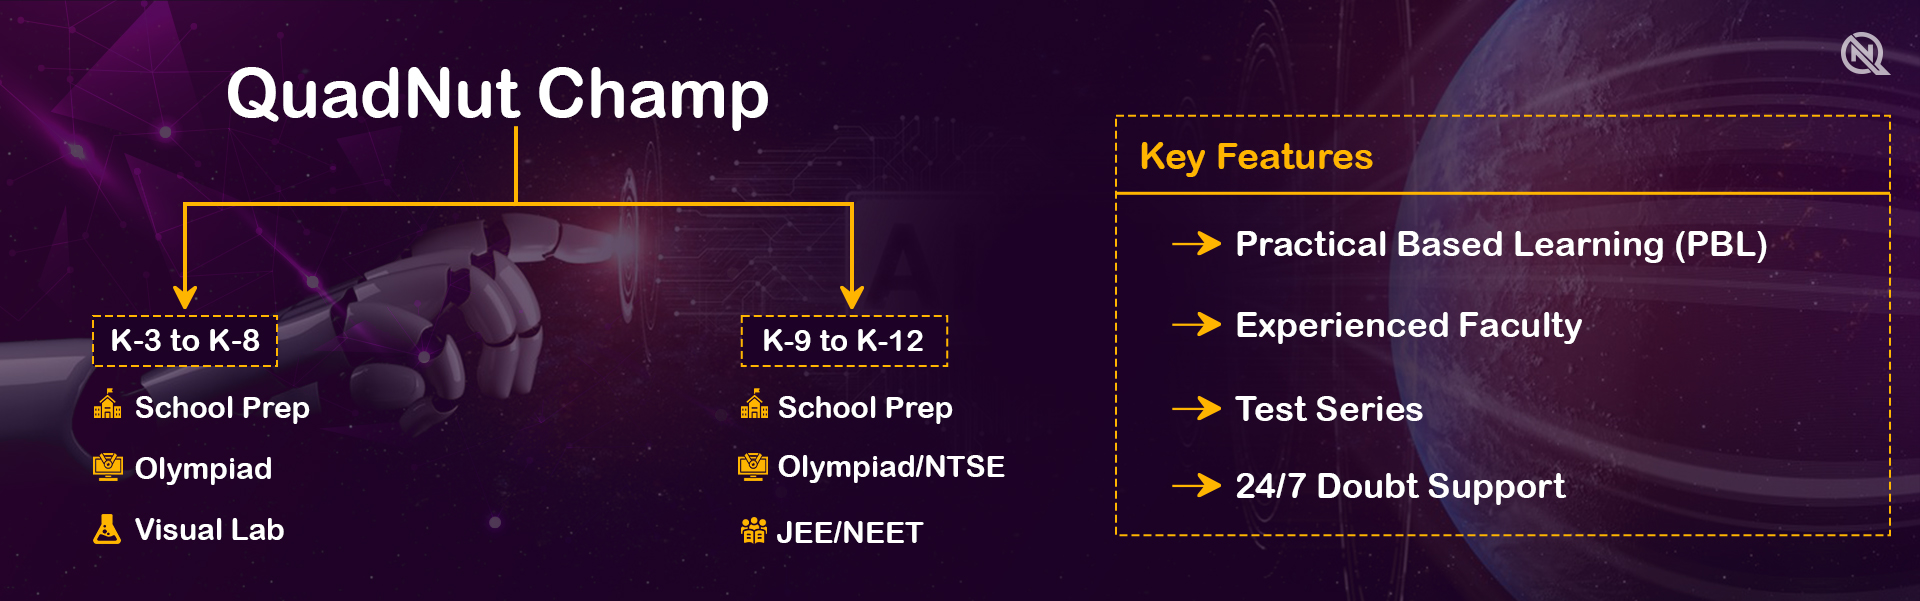 QuadNut Champ
K-3 to K-8
School Prep
Olympiad
Visual Lab
K-9 to K-12
School Prep
Olympiad/NTSE
JEE/NEET
Key Features
Practical Based Learning (PBL)
Experienced Faculty
Test Series
24/7 Doubt Support